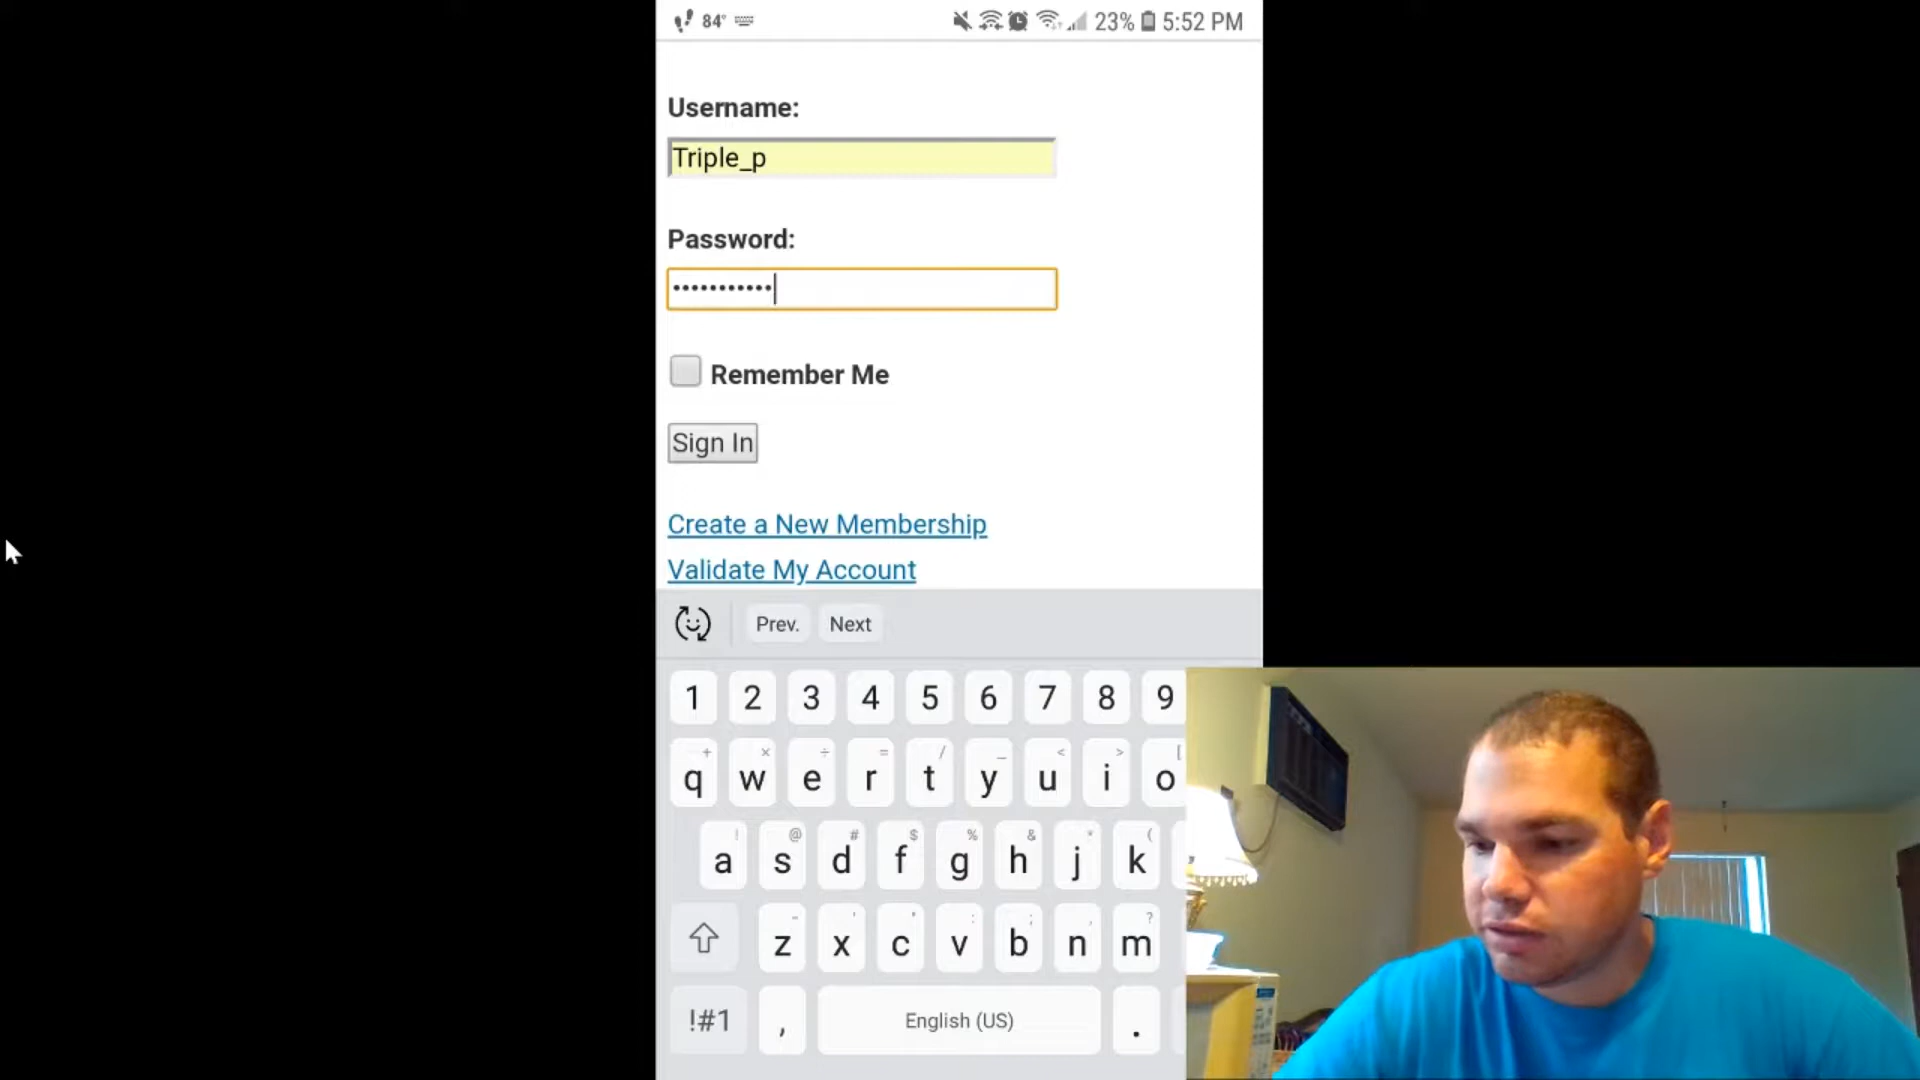 84° 23% 5:52 PM
Username:
Triple_p
Password:
•••••••••••
Remember Me
Sign In
Create a New Membership
Validate My Account
Prev. Next
1 2 3 4 5 6 7 8 9
+ × ÷ = / _ < > [
q w e r t y u i o
! @ # $ % & * (
a s d f g h j k
- ' " : ; , ?
z x c v b n m
!#1 , English (US) .